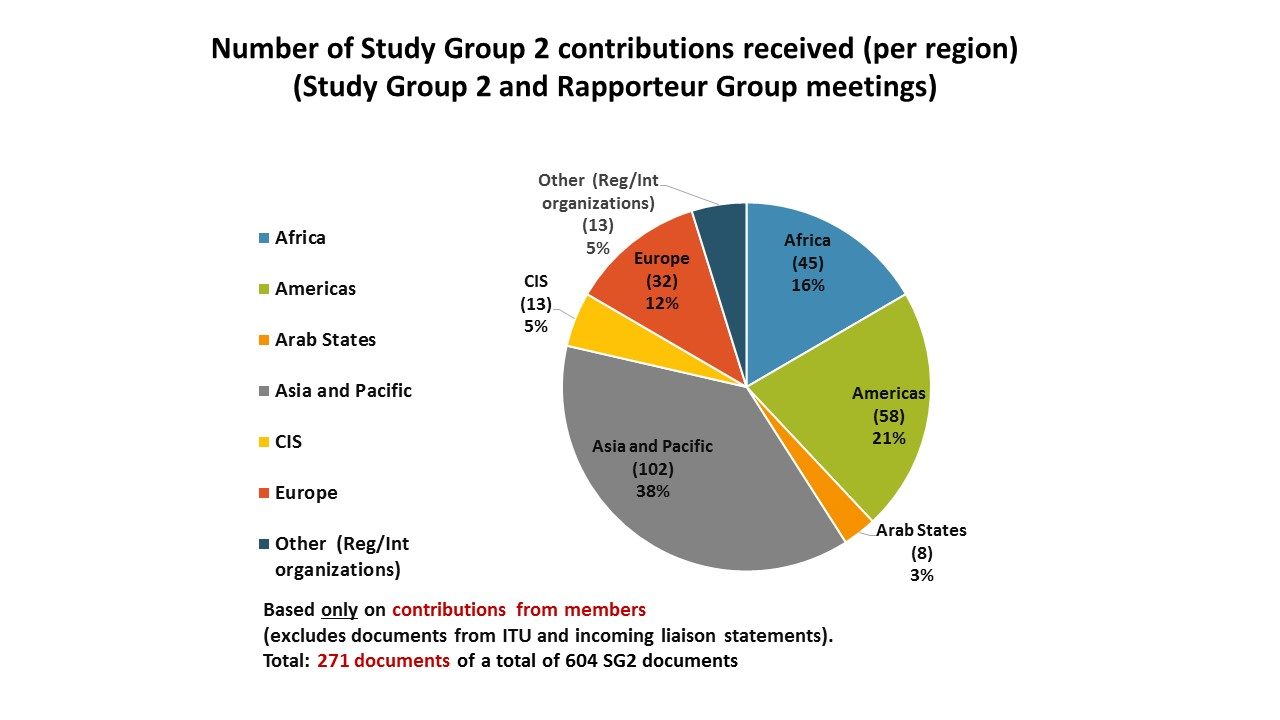 Number of Study Group 2 contributions received (per region)
(Study Group 2 and Rapporteur Group meetings)
Africa
Americas
Arab States
Asia and Pacific
CIS
Europe
Other (Reg/Int
organizations)
Other (Reg/Int
organizations)
(13)
5%
Africa
(45)
16%
Europe
(32)
12%
CIS
(13)
5%
Americas
(58)
21%
Asia and Pacific
(102)
38%
Arab States
(8)
3%
Based only on contributions from members
(excludes documents from ITU and incoming liaison statements).
Total: 271 documents of a total of 604 SG2 documents